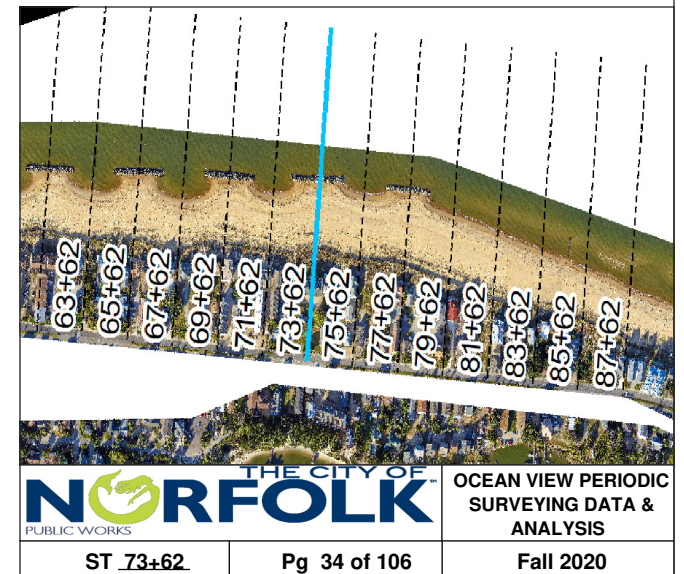 63+62
65+62
67+62
69+62
71+62
73+62
75+62
77+62
79+62
81+62
83+62
85+62
87+62
THE CITY OF
NORFOLK
PUBLIC WORKS
OCEAN VIEW PERIODIC
SURVEYING DATA &
ANALYSIS
ST 73+62
Pg 34 of 106
Fall 2020